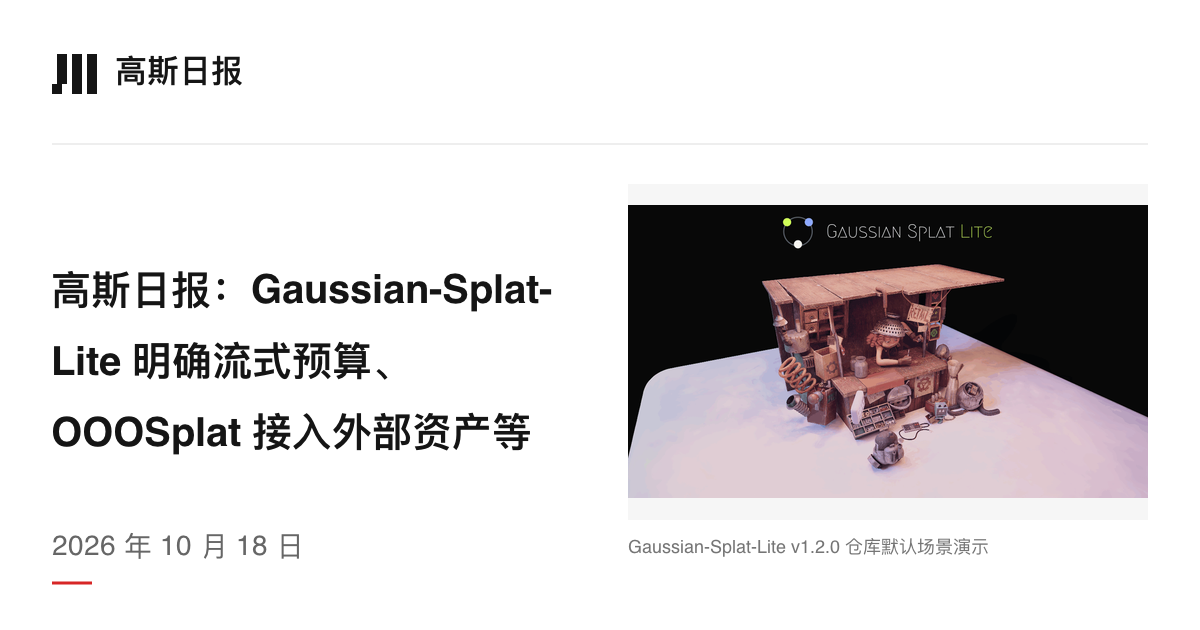 高斯日报
高斯日报：Gaussian-Splat-
Lite 明确流式预算、
OOOSplat 接入外部资产等
2026 年 10 月 18 日
GAUSSIAN SPLAT LITE
Gaussian-Splat-Lite v1.2.0 仓库默认场景演示